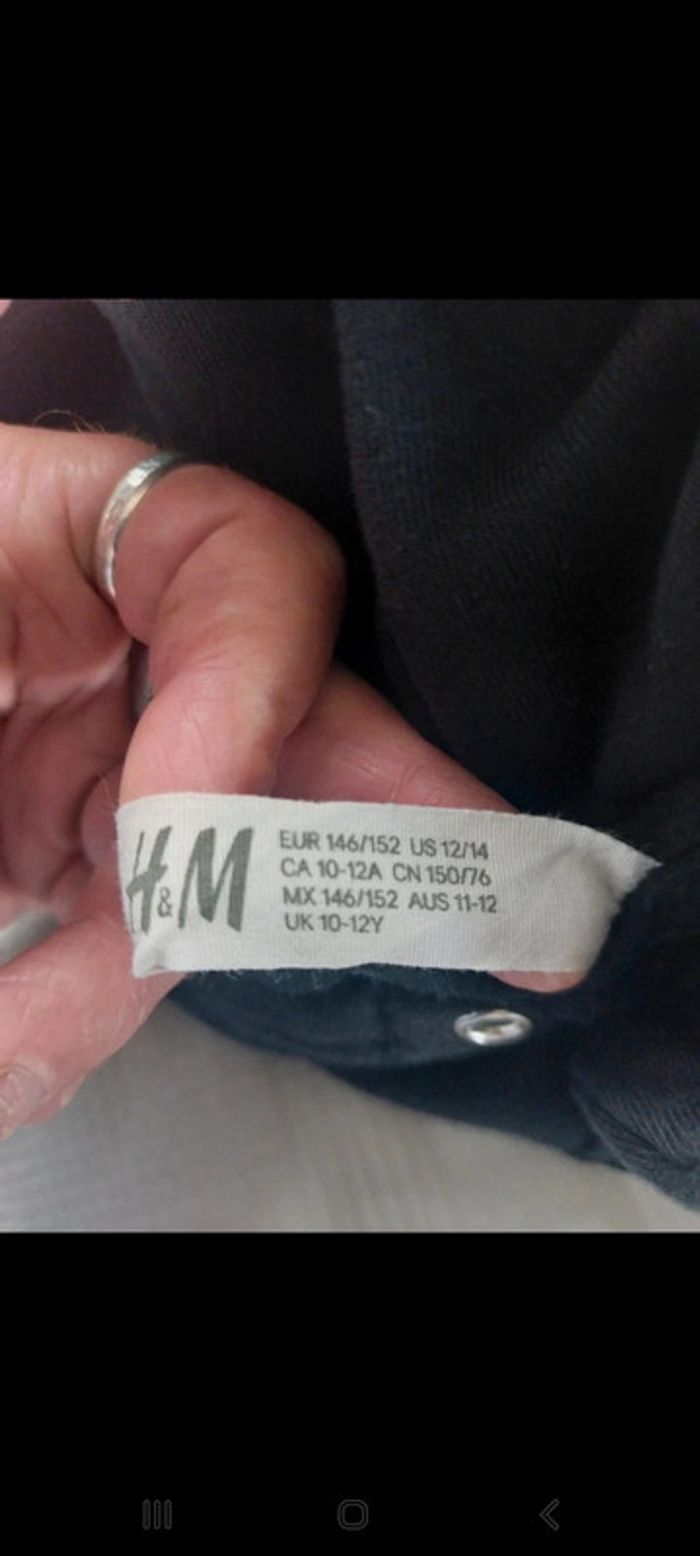 H&M
EUR 146/152 US 12/14
CA 10-12A CN 150/76
MX 146/152 AUS 11-12
UK 10-12Y